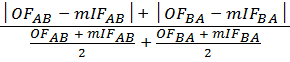 |OF_AB − mIF_AB| + |OF_BA − mIF_BA|
OF_AB + mIF_AB / 2 + OF_BA + mIF_BA / 2